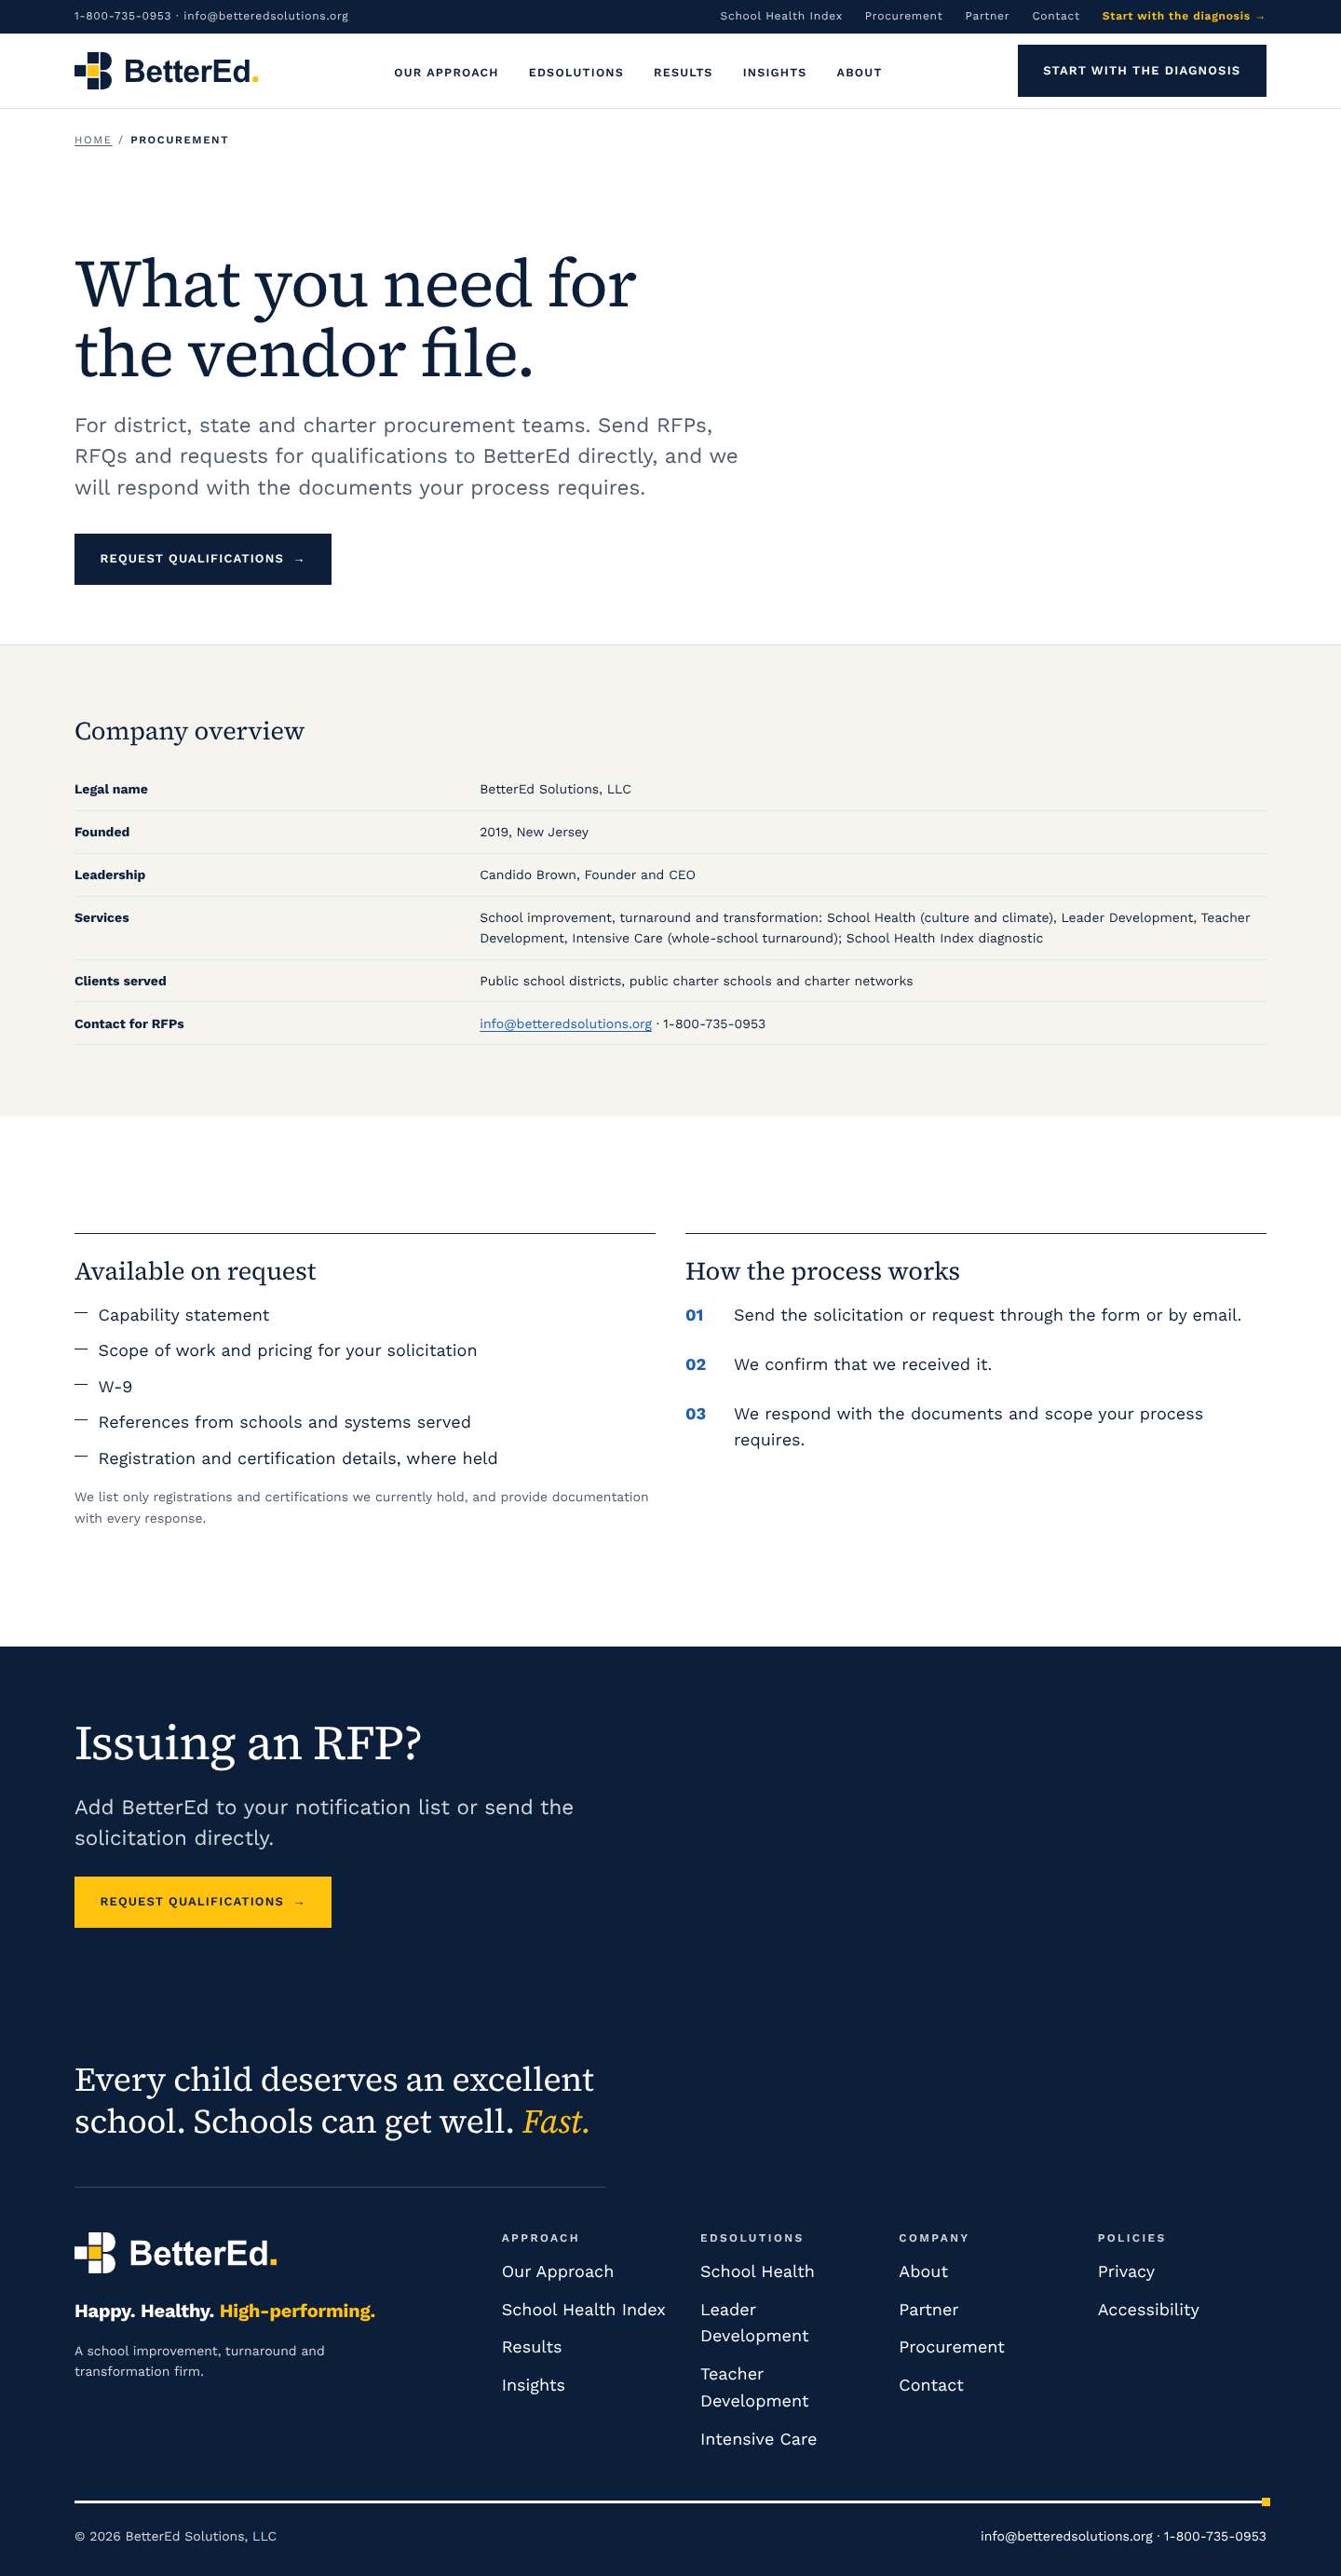 1-800-735-0953 · info@betteredsolutions.org
School Health Index Procurement Partner Contact Start with the diagnosis →
BetterEd.
OUR APPROACH EDSOLUTIONS RESULTS INSIGHTS ABOUT
START WITH THE DIAGNOSIS
HOME / PROCUREMENT
What you need for
the vendor file.
For district, state and charter procurement teams. Send RFPs,
RFQs and requests for qualifications to BetterEd directly, and we
will respond with the documents your process requires.
REQUEST QUALIFICATIONS →
Company overview
Legal name BetterEd Solutions, LLC
Founded 2019, New Jersey
Leadership Candido Brown, Founder and CEO
Services School improvement, turnaround and transformation: School Health (culture and climate), Leader Development, Teacher
Development, Intensive Care (whole-school turnaround); School Health Index diagnostic
Clients served Public school districts, public charter schools and charter networks
Contact for RFPs info@betteredsolutions.org · 1-800-735-0953
Available on request
— Capability statement
— Scope of work and pricing for your solicitation
— W-9
— References from schools and systems served
— Registration and certification details, where held
We list only registrations and certifications we currently hold, and provide documentation
with every response.
How the process works
01 Send the solicitation or request through the form or by email.
02 We confirm that we received it.
03 We respond with the documents and scope your process
requires.
Issuing an RFP?
Add BetterEd to your notification list or send the
solicitation directly.
REQUEST QUALIFICATIONS →
Every child deserves an excellent
school. Schools can get well. Fast.
BetterEd.
Happy. Healthy. High-performing.
A school improvement, turnaround and
transformation firm.
APPROACH
Our Approach
School Health Index
Results
Insights
EDSOLUTIONS
School Health
Leader
Development
Teacher
Development
Intensive Care
COMPANY
About
Partner
Procurement
Contact
POLICIES
Privacy
Accessibility
© 2026 BetterEd Solutions, LLC
info@betteredsolutions.org · 1-800-735-0953